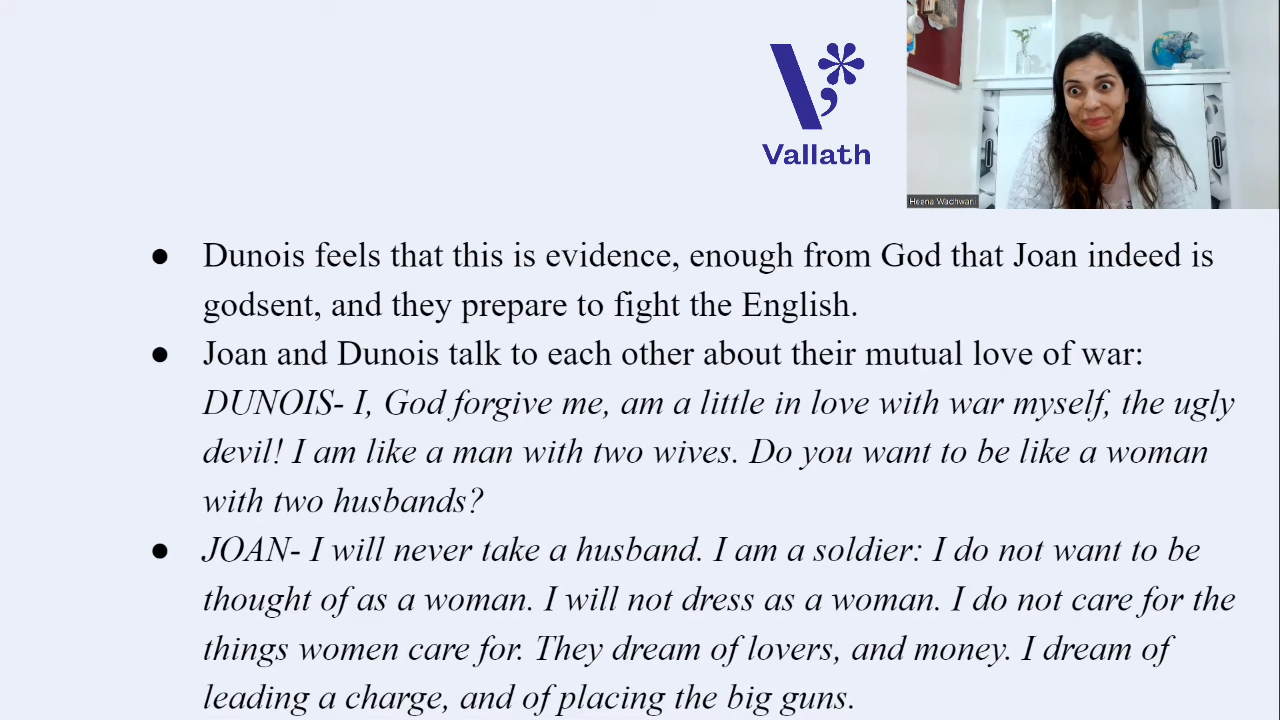 Vallath
Heena Wadhwani
● Dunois feels that this is evidence, enough from God that Joan indeed is
godsent, and they prepare to fight the English.
● Joan and Dunois talk to each other about their mutual love of war:
DUNOIS- I, God forgive me, am a little in love with war myself, the ugly
devil! I am like a man with two wives. Do you want to be like a woman
with two husbands?
● JOAN- I will never take a husband. I am a soldier: I do not want to be
thought of as a woman. I will not dress as a woman. I do not care for the
things women care for. They dream of lovers, and money. I dream of
leading a charge, and of placing the big guns.